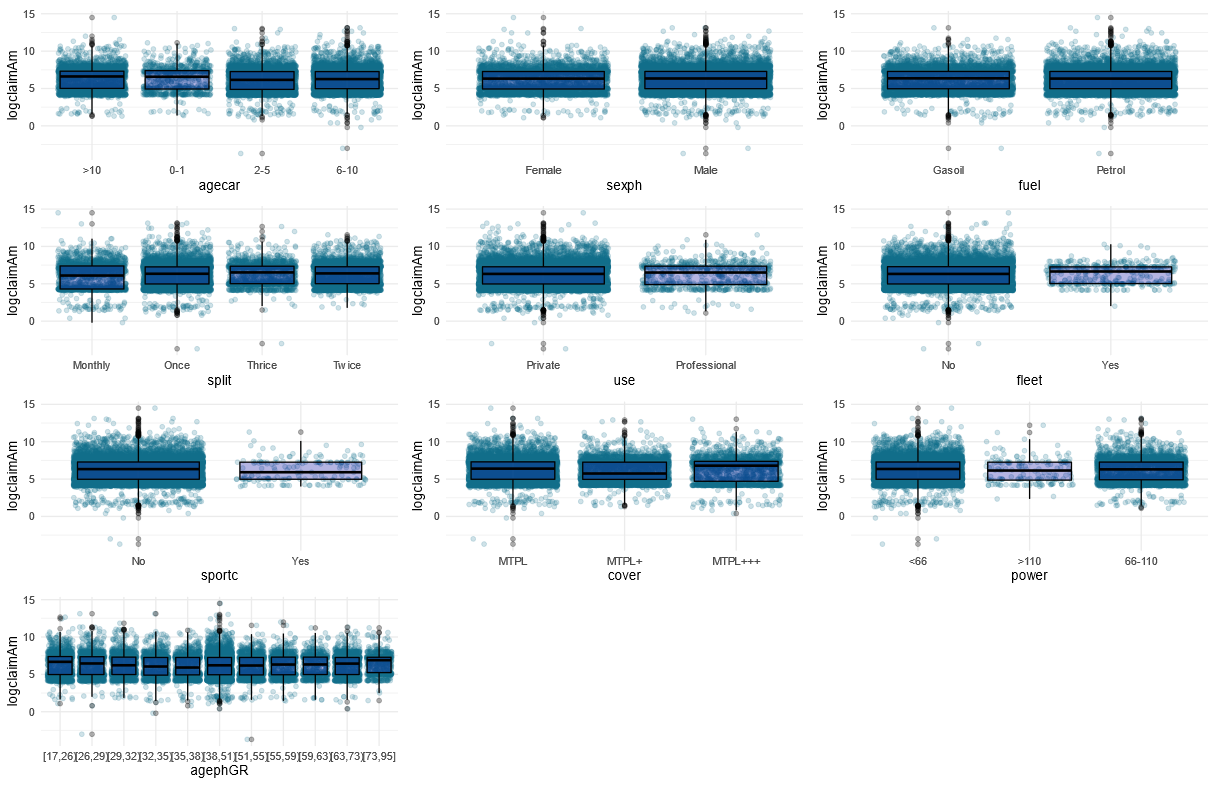 15
10
5
0
logclaimAm
>10 0-1 2-5 6-10
agecar
15
10
5
0
logclaimAm
Female Male
sexph
15
10
5
0
logclaimAm
Gasoil Petrol
fuel
15
10
5
0
logclaimAm
Monthly Once Thrice Twice
split
15
10
5
0
logclaimAm
Private Professional
use
15
10
5
0
logclaimAm
No Yes
fleet
15
10
5
0
logclaimAm
No Yes
sportc
15
10
5
0
logclaimAm
MTPL MTPL+ MTPL+++
cover
15
10
5
0
logclaimAm
<66 >110 66-110
power
15
10
5
0
logclaimAm
[17,26] (26,29] (29,32] (32,35] (35,38] (38,51] (51,55] (55,59] (59,63] (63,73] (73,95]
agephGR